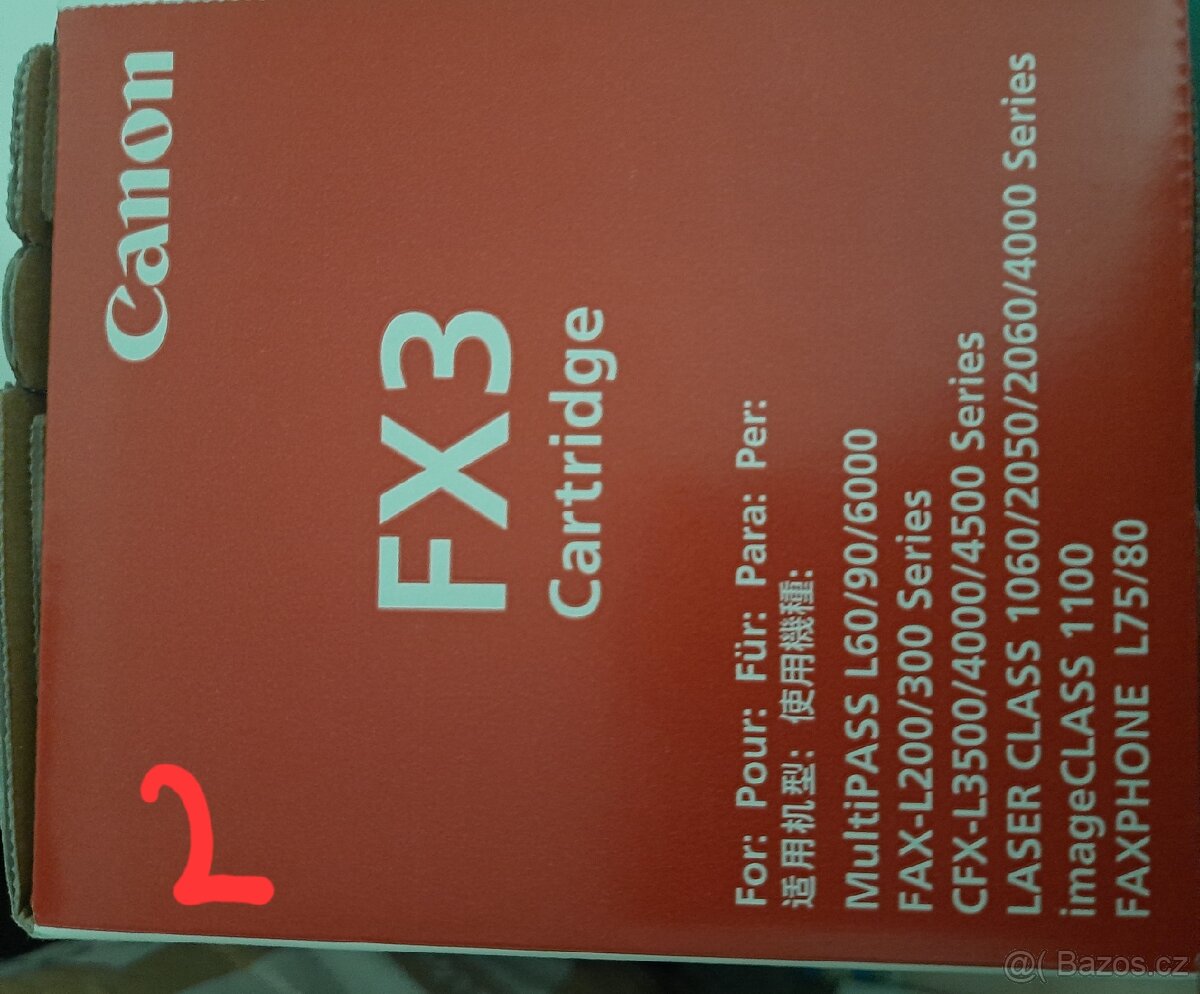 Canon
FX3
Cartridge
For: Pour: Für: Para: Per:
适用机型: 使用機種:
MultiPASS L60/90/6000
FAX-L200/300 Series
CFX-L3500/4000/4500 Series
LASER CLASS 1060/2050/2060/4000 Series
imageCLASS 1100
FAXPHONE L75/80
2
@( Bazos.cz